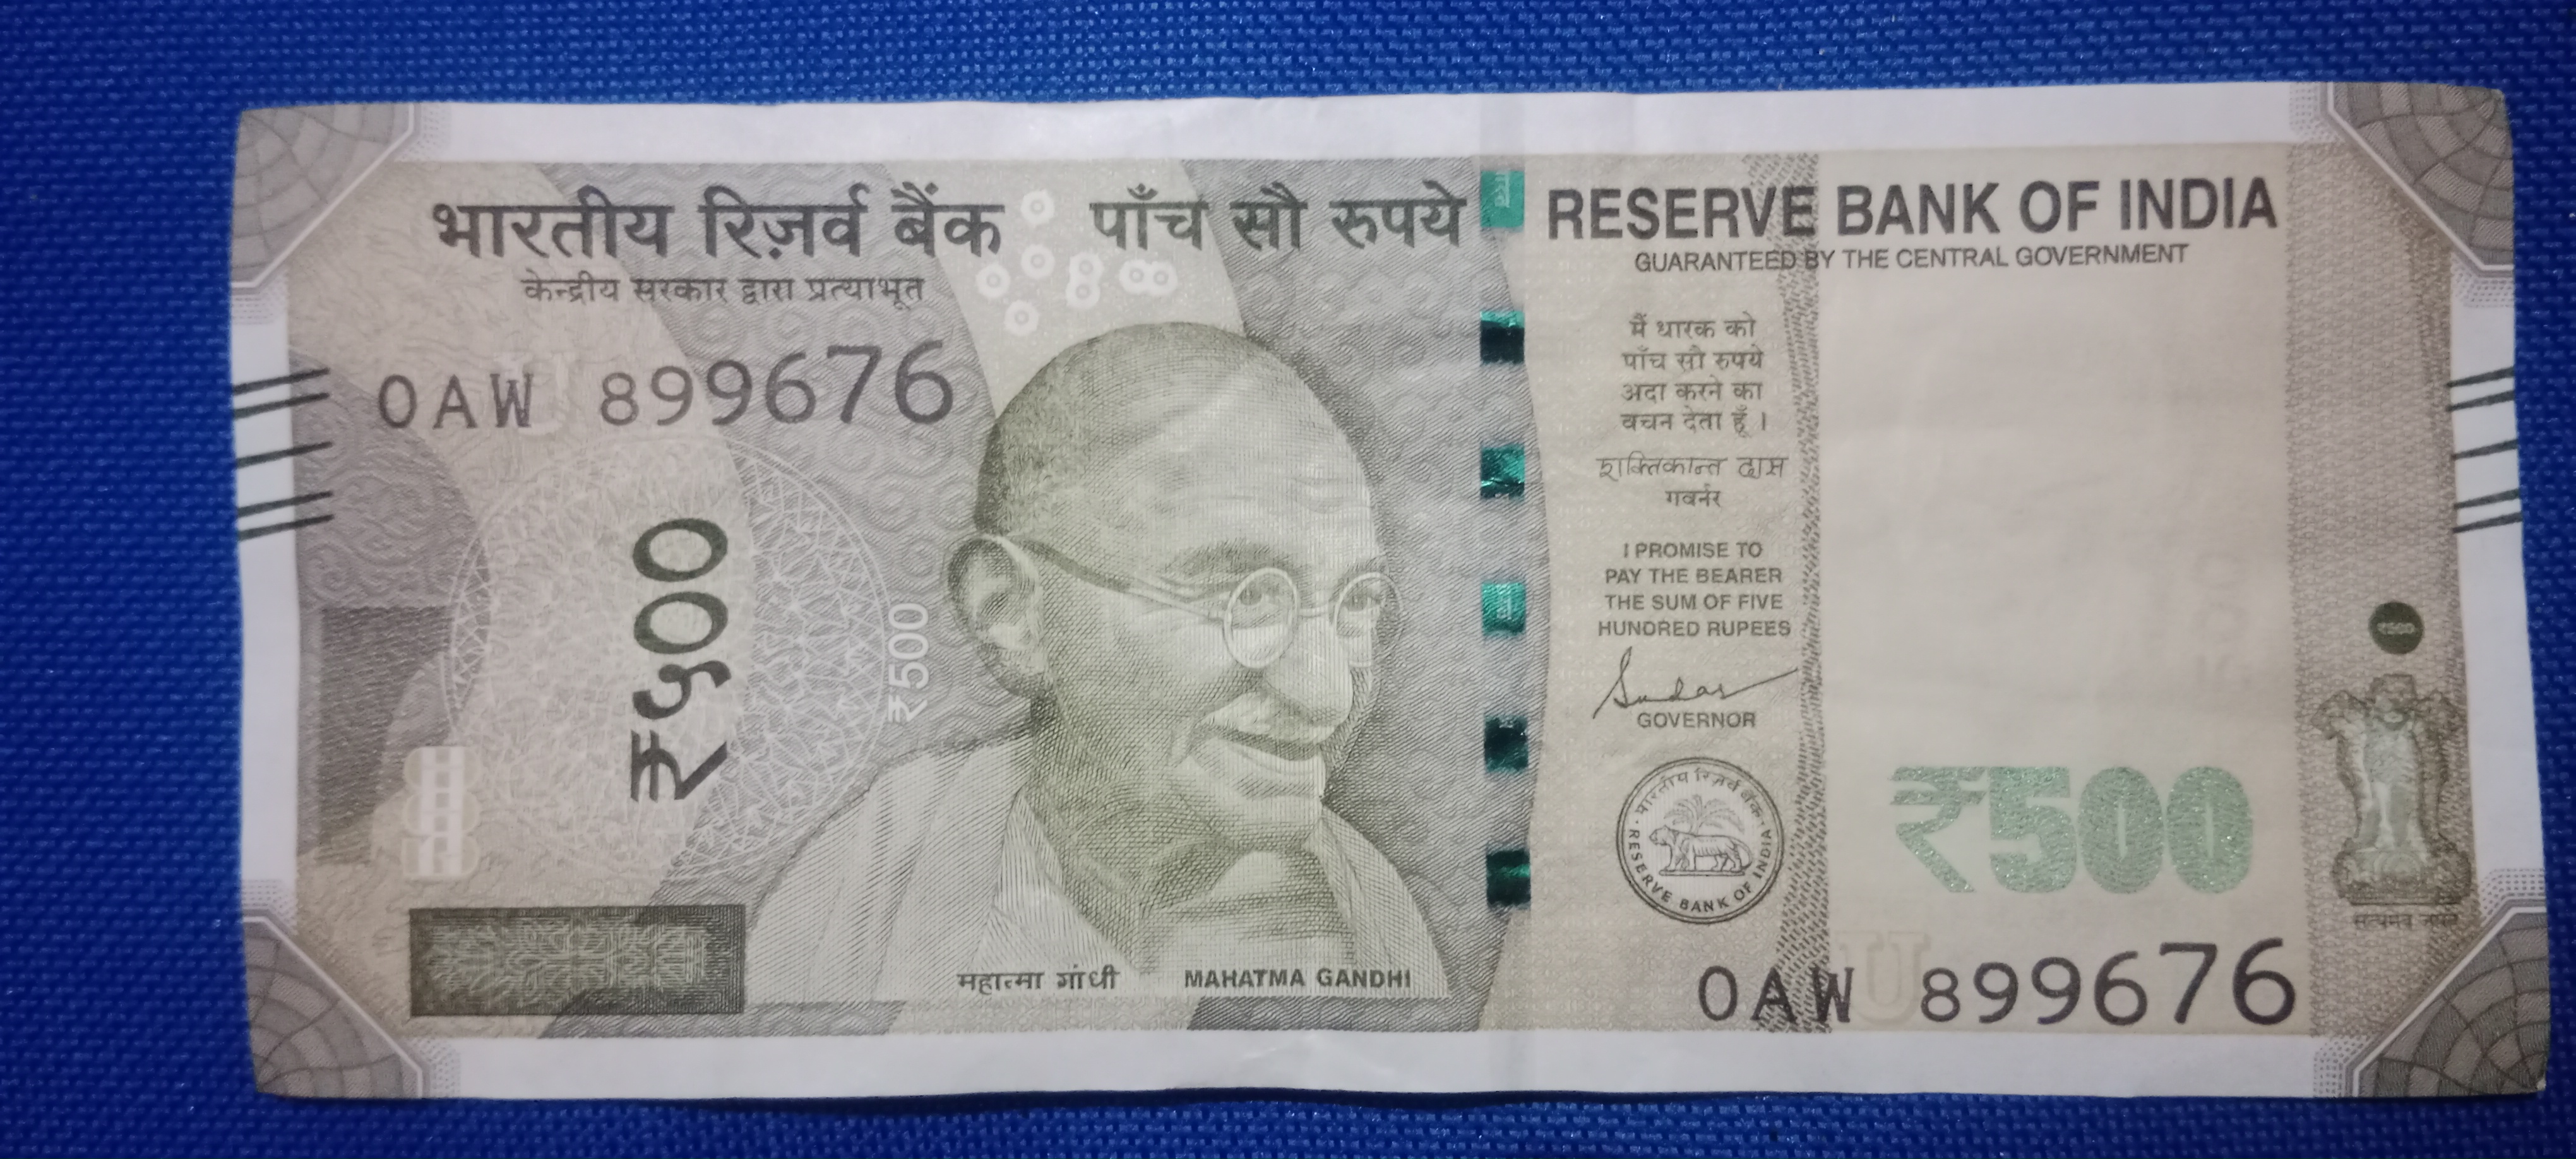 भारतीय रिज़र्व बैंक
केन्द्रीय सरकार द्वारा प्रत्याभूत
पाँच सौ रुपये
RESERVE BANK OF INDIA
GUARANTEED BY THE CENTRAL GOVERNMENT
0AW 899676
₹५००
₹500
मैं धारक को
पाँच सौ रुपये
अदा करने का
वचन देता हूँ ।
शक्तिकान्त दास
गवर्नर
I PROMISE TO
PAY THE BEARER
THE SUM OF FIVE
HUNDRED RUPEES
GOVERNOR
भारतीय रिज़र्व बैंक
RESERVE BANK OF INDIA
₹500
₹500
सत्यमेव जयते
महात्मा गांधी
MAHATMA GANDHI
U
0AW 899676